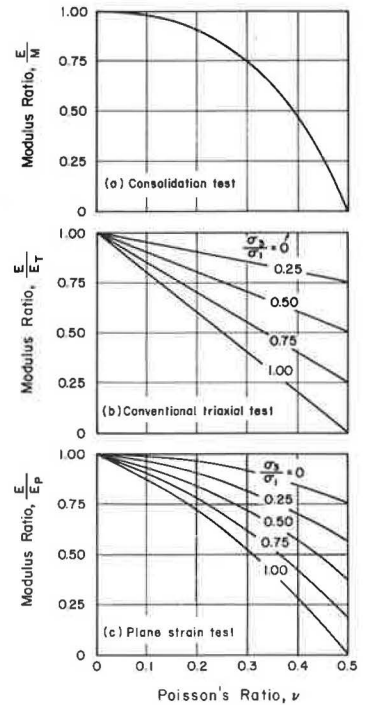 1.00
0.75
0.50
0.25
0
Modulus Ratio, E/M
(a) Consolidation test
1.00
0.75
0.50
0.25
0
Modulus Ratio, E/E_T
σ₃/σ₁ = 0
0.25
0.50
0.75
1.00
(b) Conventional triaxial test
1.00
0.75
0.50
0.25
0
Modulus Ratio, E/E_P
σ₃/σ₁ = 0
0.25
0.50
0.75
1.00
(c) Plane strain test
0 0.1 0.2 0.3 0.4 0.5
Poisson's Ratio, ν